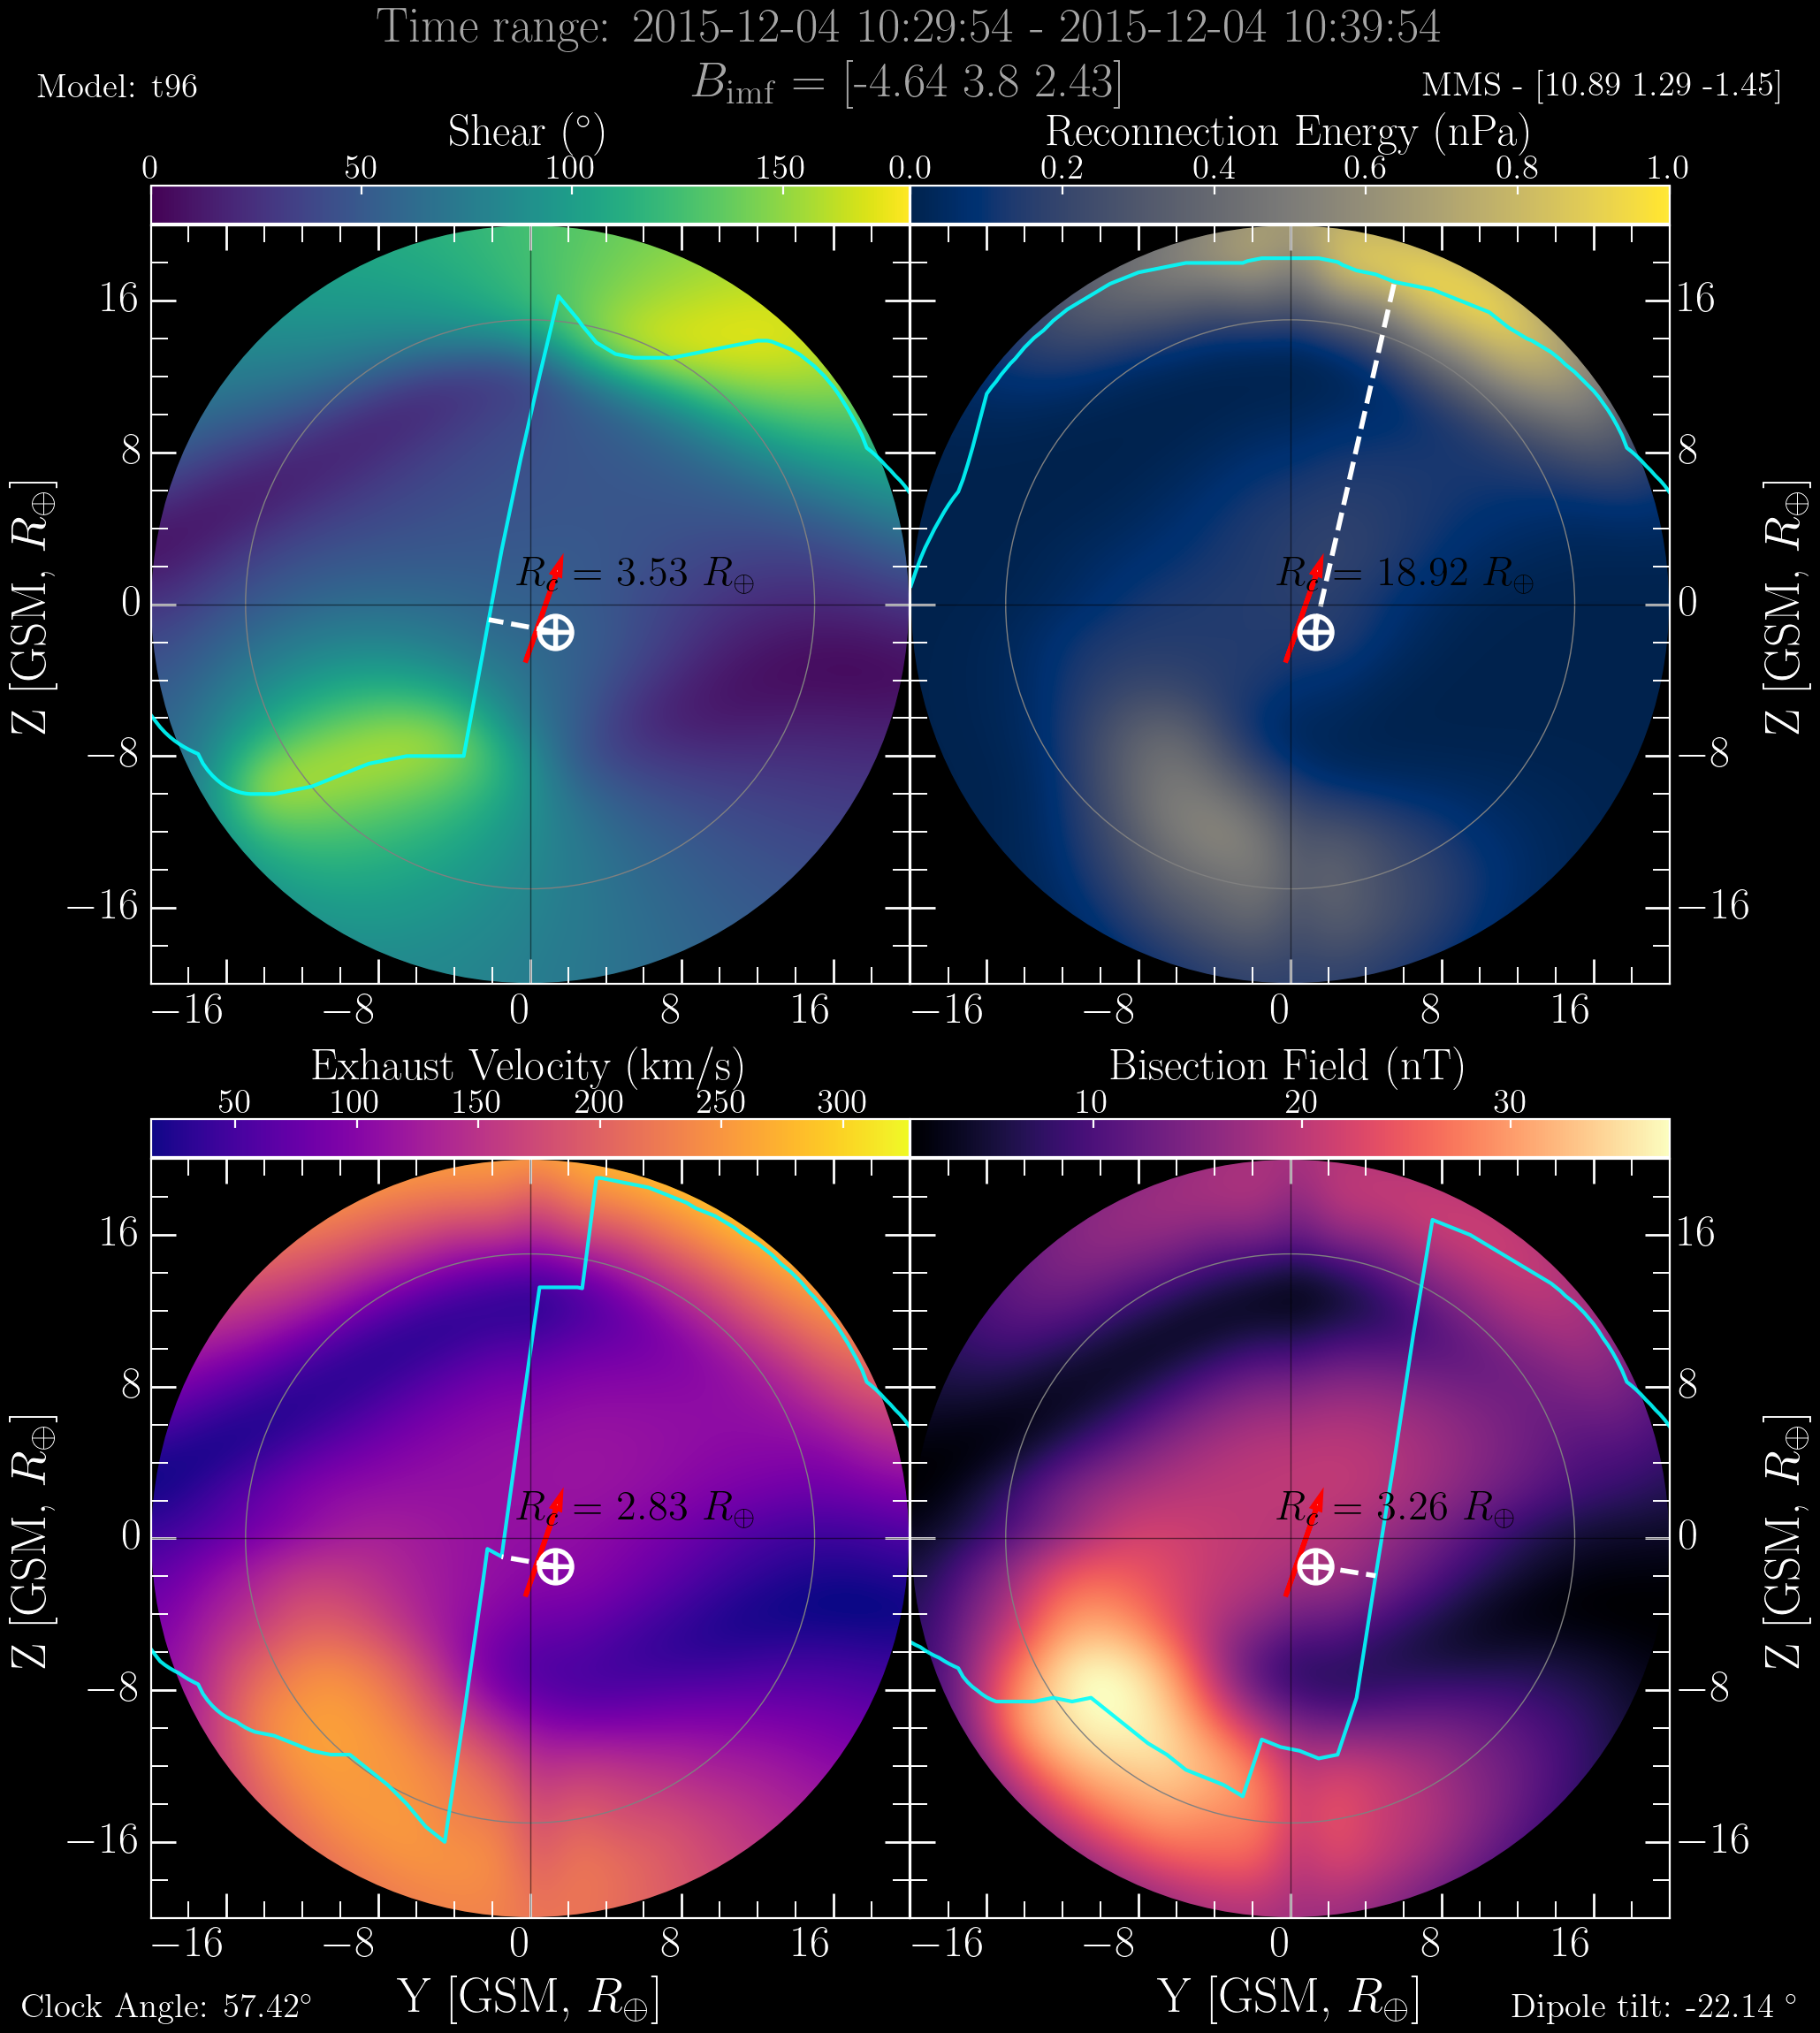 Time range: 2015-12-04 10:29:54 - 2015-12-04 10:39:54
Model: t96
B_imf = [-4.64 3.8 2.43]
MMS - [10.89 1.29 -1.45]
Shear (°)
Reconnection Energy (nPa)
0 50 100 150
0.0 0.2 0.4 0.6 0.8 1.0
16
8
0
−8
−16
Z [GSM, R⊕]
R_c = 3.53 R⊕
R_c = 18.92 R⊕
16
8
0
−8
−16
Z [GSM, R⊕]
−16 −8 0 8 16
−16 −8 0 8 16
Exhaust Velocity (km/s)
Bisection Field (nT)
50 100 150 200 250 300
10 20 30
16
8
0
−8
−16
Z [GSM, R⊕]
R_c = 2.83 R⊕
R_c = 3.26 R⊕
16
8
0
−8
−16
Z [GSM, R⊕]
−16 −8 0 8 16
−16 −8 0 8 16
Y [GSM, R⊕]
Y [GSM, R⊕]
Clock Angle: 57.42°
Dipole tilt: -22.14 °